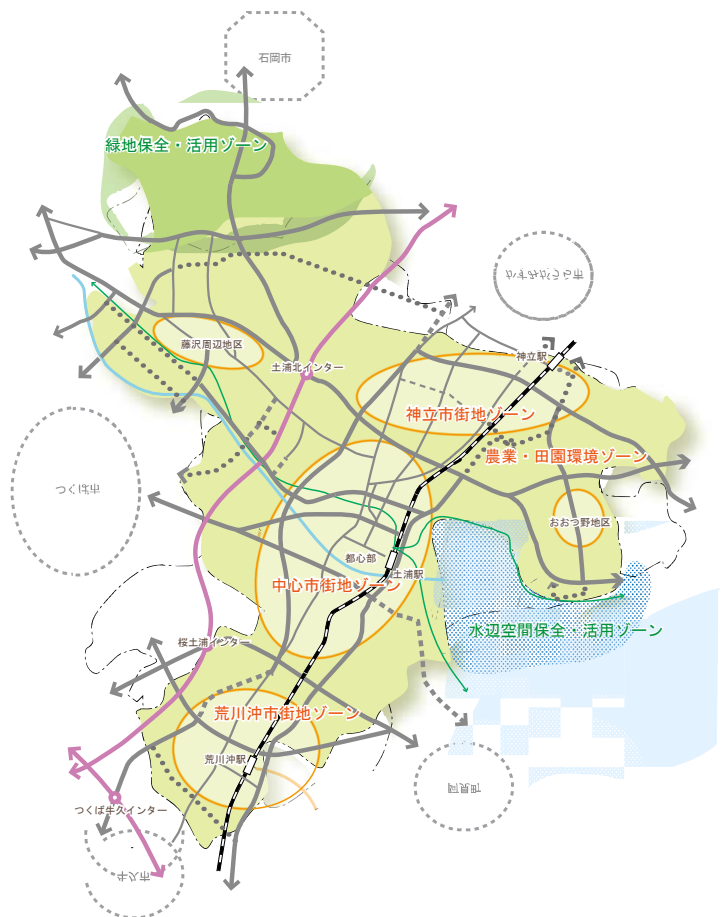 石岡市
緑地保全・活用ゾーン
かすみがうら市
藤沢周辺地区
土浦北インター
神立駅
神立市街地ゾーン
農業・田園環境ゾーン
つくば市
おおつ野地区
都心部
土浦駅
中心市街地ゾーン
水辺空間保全・活用ゾーン
桜土浦インター
荒川沖市街地ゾーン
荒川沖駅
阿見町
つくば牛久インター
牛久市